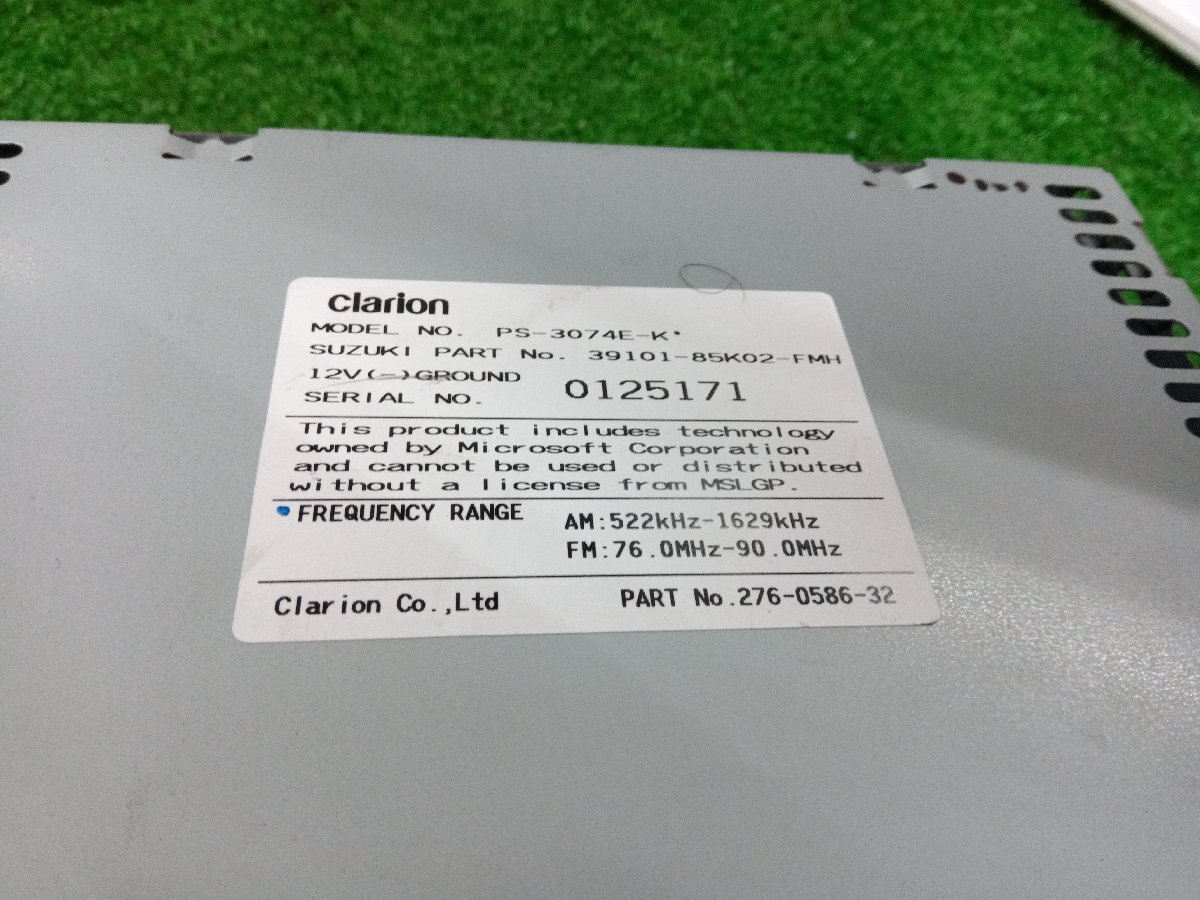 clarion
MODEL NO. PS-3074E-K*
SUZUKI PART No. 39101-85K02-FMH
12V(-)GROUND
SERIAL NO. 0125171
This product includes technology
owned by Microsoft Corporation
and cannot be used or distributed
without a license from MSLGP.
FREQUENCY RANGE AM:522kHz-1629kHz
FM:76.0MHz-90.0MHz
Clarion Co.,Ltd PART No.276-0586-32